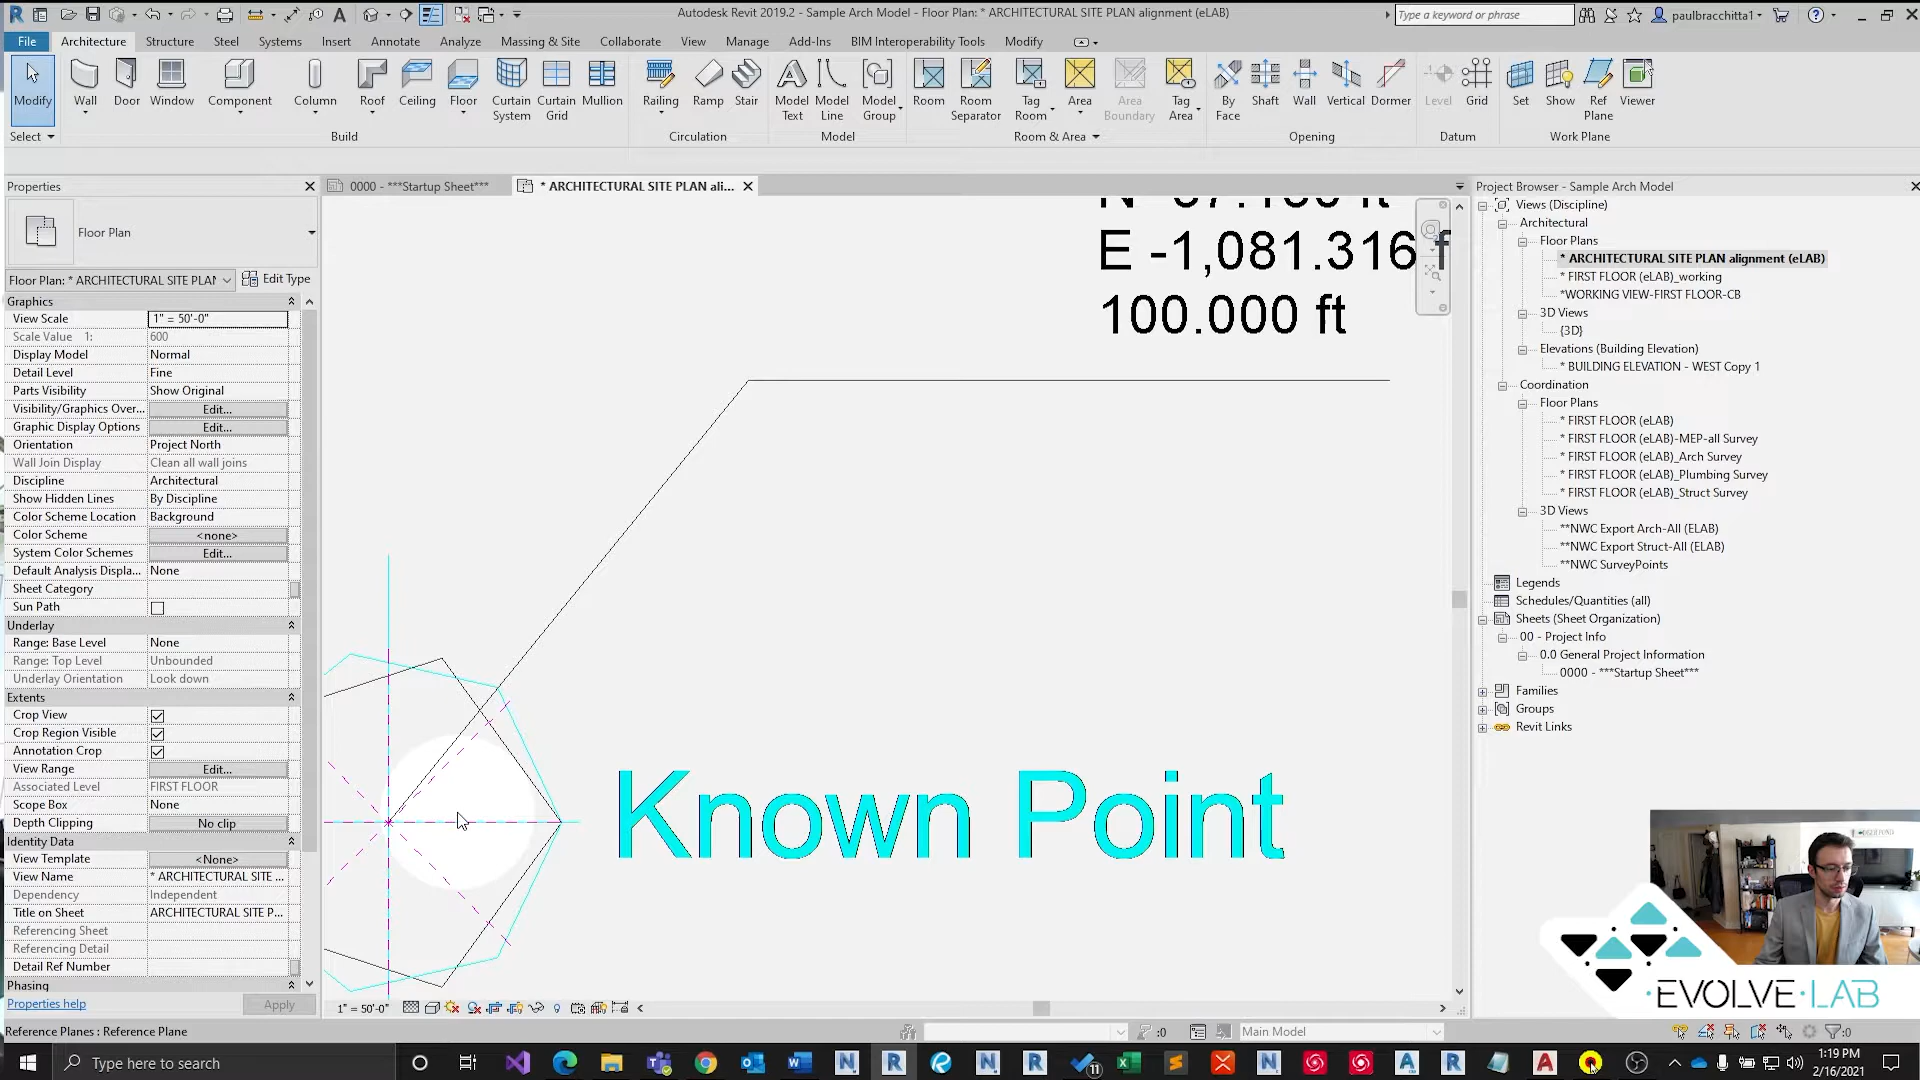 Autodesk Revit 2019.2 - Sample Arch Model - Floor Plan: * ARCHITECTURAL SITE PLAN alignment (eLAB)
Type a keyword or phrase
paulbracchitta1
File
Architecture
Structure
Steel
Systems
Insert
Annotate
Analyze
Massing & Site
Collaborate
View
Manage
Add-Ins
BIM Interoperability Tools
Modify
Modify
Wall
Door
Window
Component
Column
Roof
Ceiling
Floor
Curtain System
Curtain Grid
Mullion
Railing
Ramp
Stair
Model Text
Model Line
Model Group
Room
Room Separator
Tag Room
Area
Area Boundary
Tag Area
By Face
Shaft
Wall
Vertical
Dormer
Level
Grid
Set
Show
Ref Plane
Viewer
Select
Build
Circulation
Model
Room & Area
Opening
Datum
Work Plane
Properties
0000 - ***Startup Sheet***
* ARCHITECTURAL SITE PLAN ali...
Project Browser - Sample Arch Model
Floor Plan
Floor Plan: * ARCHITECTURAL SITE PLAN
Edit Type
Graphics
View Scale 1" = 50'-0"
Scale Value 1: 600
Display Model Normal
Detail Level Fine
Parts Visibility Show Original
Visibility/Graphics Over... Edit...
Graphic Display Options Edit...
Orientation Project North
Wall Join Display Clean all wall joins
Discipline Architectural
Show Hidden Lines By Discipline
Color Scheme Location Background
Color Scheme <none>
System Color Schemes Edit...
Default Analysis Displa... None
Sheet Category
Sun Path
Underlay
Range: Base Level None
Range: Top Level Unbounded
Underlay Orientation Look down
Extents
Crop View
Crop Region Visible
Annotation Crop
View Range Edit...
Associated Level FIRST FLOOR
Scope Box None
Depth Clipping No clip
Identity Data
View Template <None>
View Name * ARCHITECTURAL SITE ...
Dependency Independent
Title on Sheet ARCHITECTURAL SITE P...
Referencing Sheet
Referencing Detail
Detail Ref Number
Phasing
Properties help
Apply
E -1,081.316 f
100.000 ft
Known Point
Views (Discipline)
Architectural
Floor Plans
* ARCHITECTURAL SITE PLAN alignment (eLAB)
* FIRST FLOOR (eLAB)_working
*WORKING VIEW-FIRST FLOOR-CB
3D Views
{3D}
Elevations (Building Elevation)
* BUILDING ELEVATION - WEST Copy 1
Coordination
Floor Plans
* FIRST FLOOR (eLAB)
* FIRST FLOOR (eLAB)-MEP-all Survey
* FIRST FLOOR (eLAB)_Arch Survey
* FIRST FLOOR (eLAB)_Plumbing Survey
* FIRST FLOOR (eLAB)_Struct Survey
3D Views
**NWC Export Arch-All (ELAB)
**NWC Export Struct-All (ELAB)
**NWC SurveyPoints
Legends
Schedules/Quantities (all)
Sheets (Sheet Organization)
00 - Project Info
0.0 General Project Information
0000 - ***Startup Sheet***
Families
Groups
Revit Links
EVOLVE·LAB
1" = 50'-0"
Reference Planes : Reference Plane
:0
Main Model
:0
Type here to search
11
1:19 PM
2/16/2021